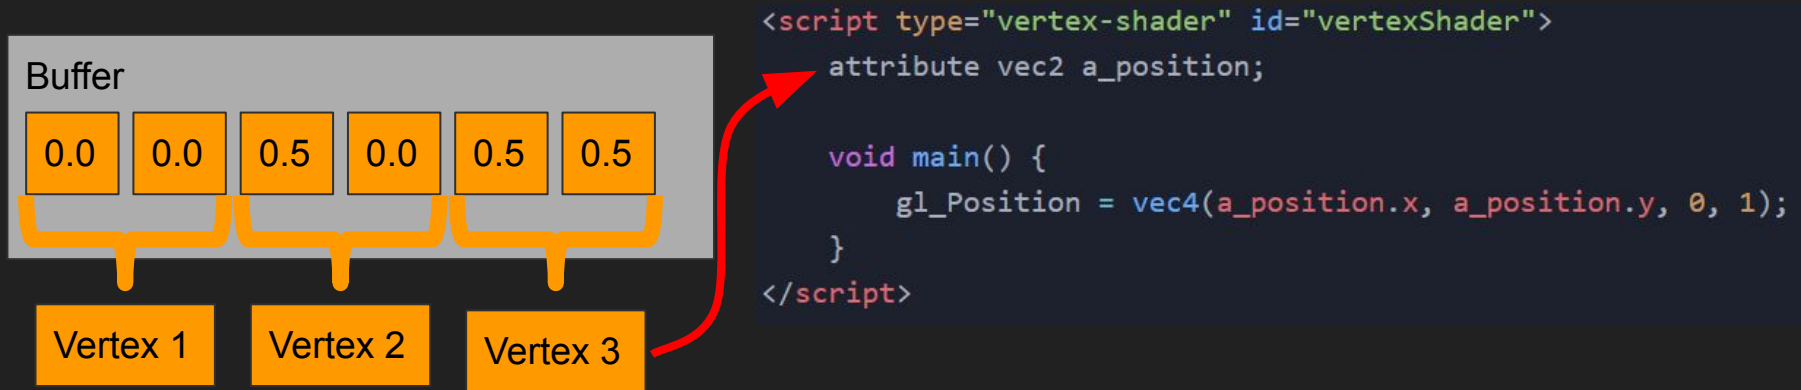 Buffer
0.0 0.0 0.5 0.0 0.5 0.5
Vertex 1 Vertex 2 Vertex 3
<script type="vertex-shader" id="vertexShader">
    attribute vec2 a_position;

    void main() {
        gl_Position = vec4(a_position.x, a_position.y, 0, 1);
    }
</script>